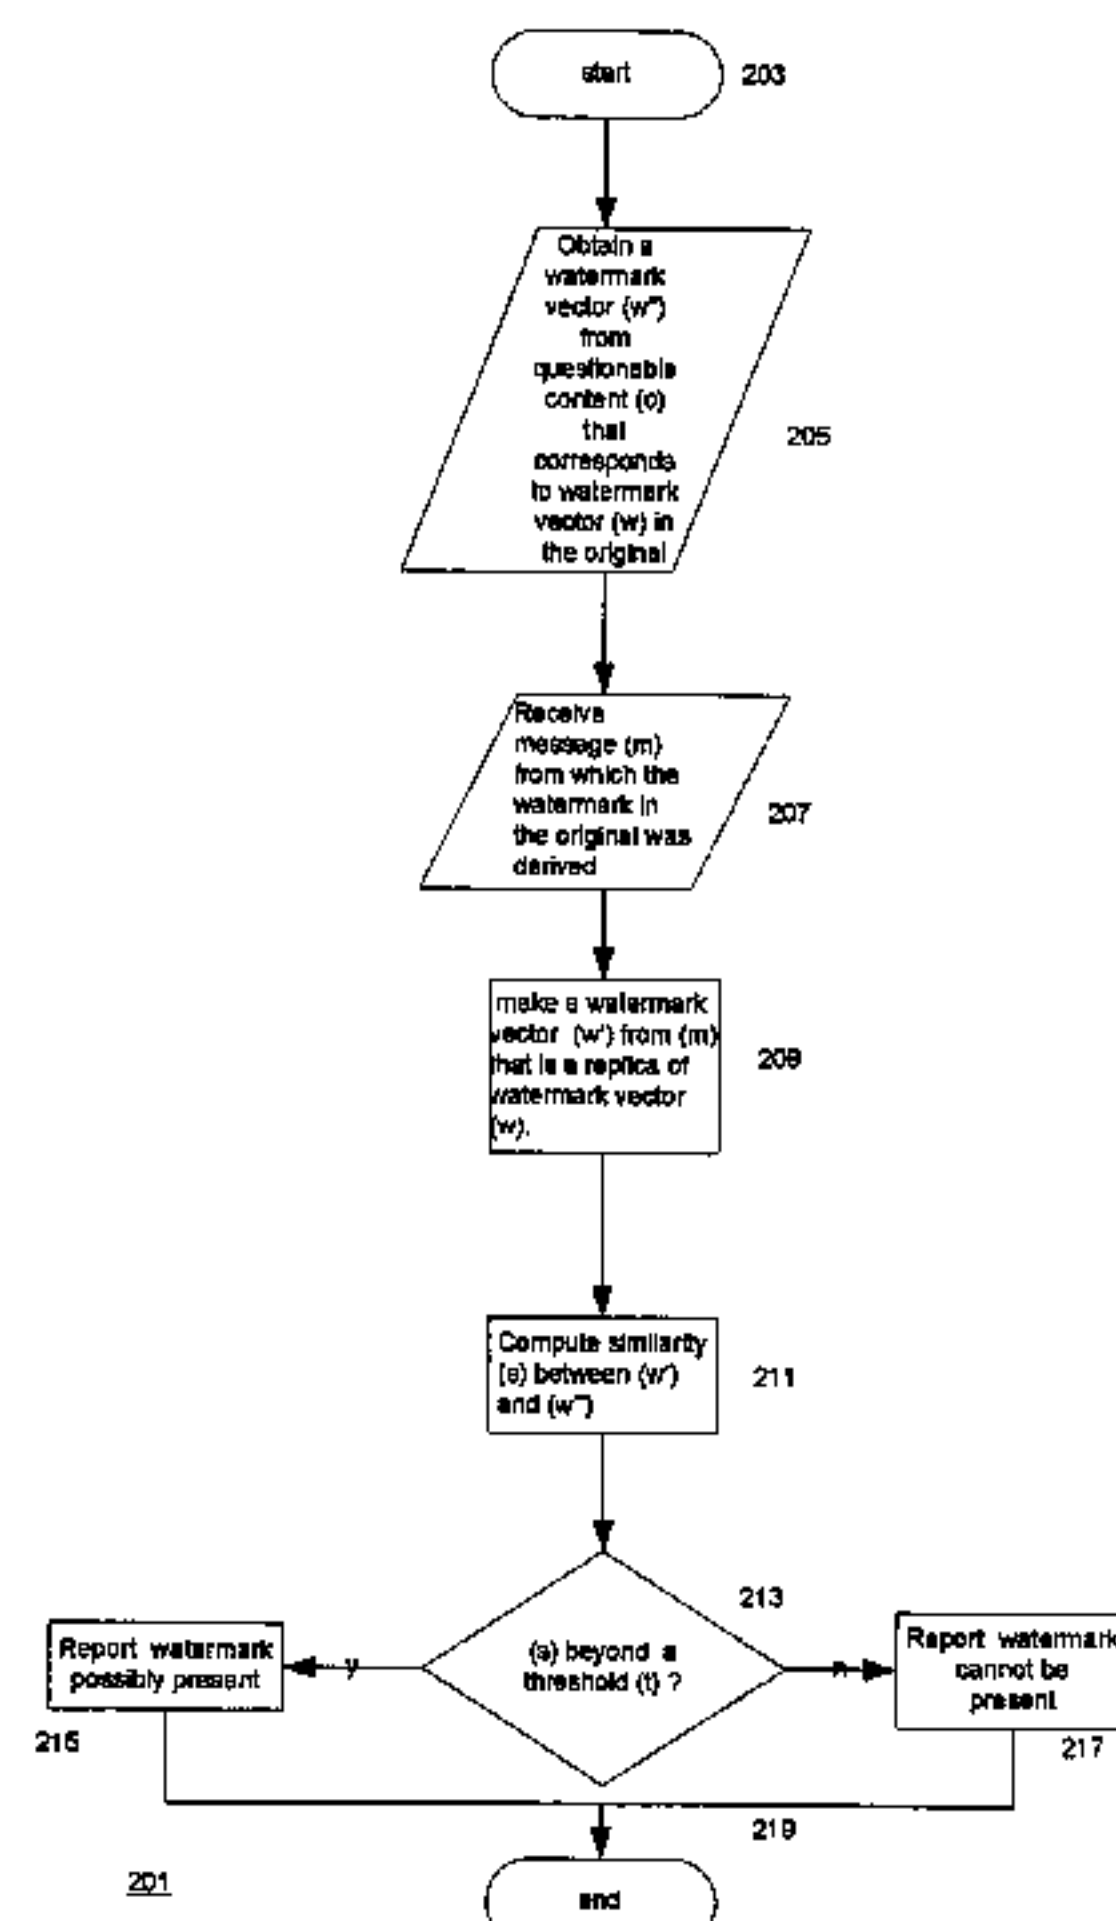 start
203
Obtain a
watermark
vector (w")
from
questionable
content (c)
that
corresponds
to watermark
vector (w) in
the original
205
Receive
message (m)
from which the
watermark in
the original was
derived
207
make a watermark
vector (w') from (m)
that is a replica of
watermark vector
(w).
209
Compute similarity
(s) between (w')
and (w")
211
213
(s) beyond a
threshold (t) ?
y
n
Report watermark
possibly present
215
Report watermark
cannot be
present
217
219
201
end